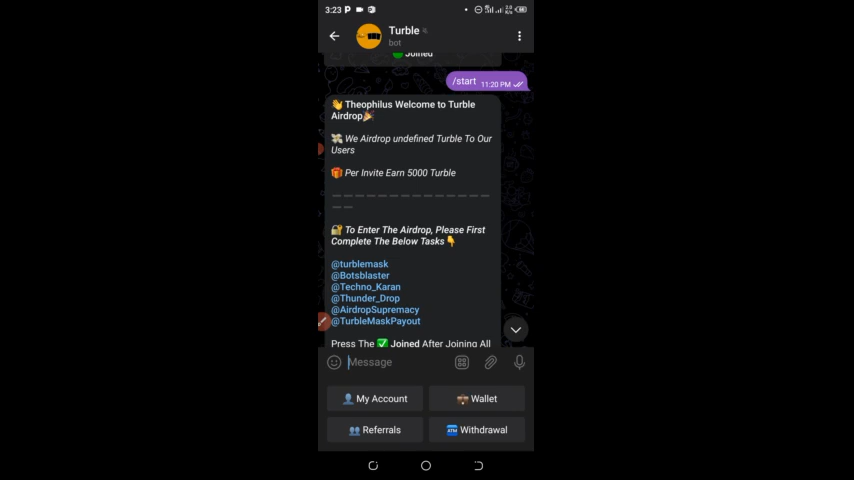 3:23 P
Turble
bot
Joined
/start 11:20 PM
👋 Theophilus Welcome to Turble
Airdrop🎉
💸 We Airdrop undefined Turble To Our
Users
🎁 Per Invite Earn 5000 Turble
🔐 To Enter The Airdrop, Please First
Complete The Below Tasks👇
@turblemask
@Botsblaster
@Techno_Karan
@Thunder_Drop
@AirdropSupremacy
@TurbleMaskPayout
Press The ✅ Joined After Joining All
Message
👤 My Account
💼 Wallet
👥 Referrals
🏧 Withdrawal